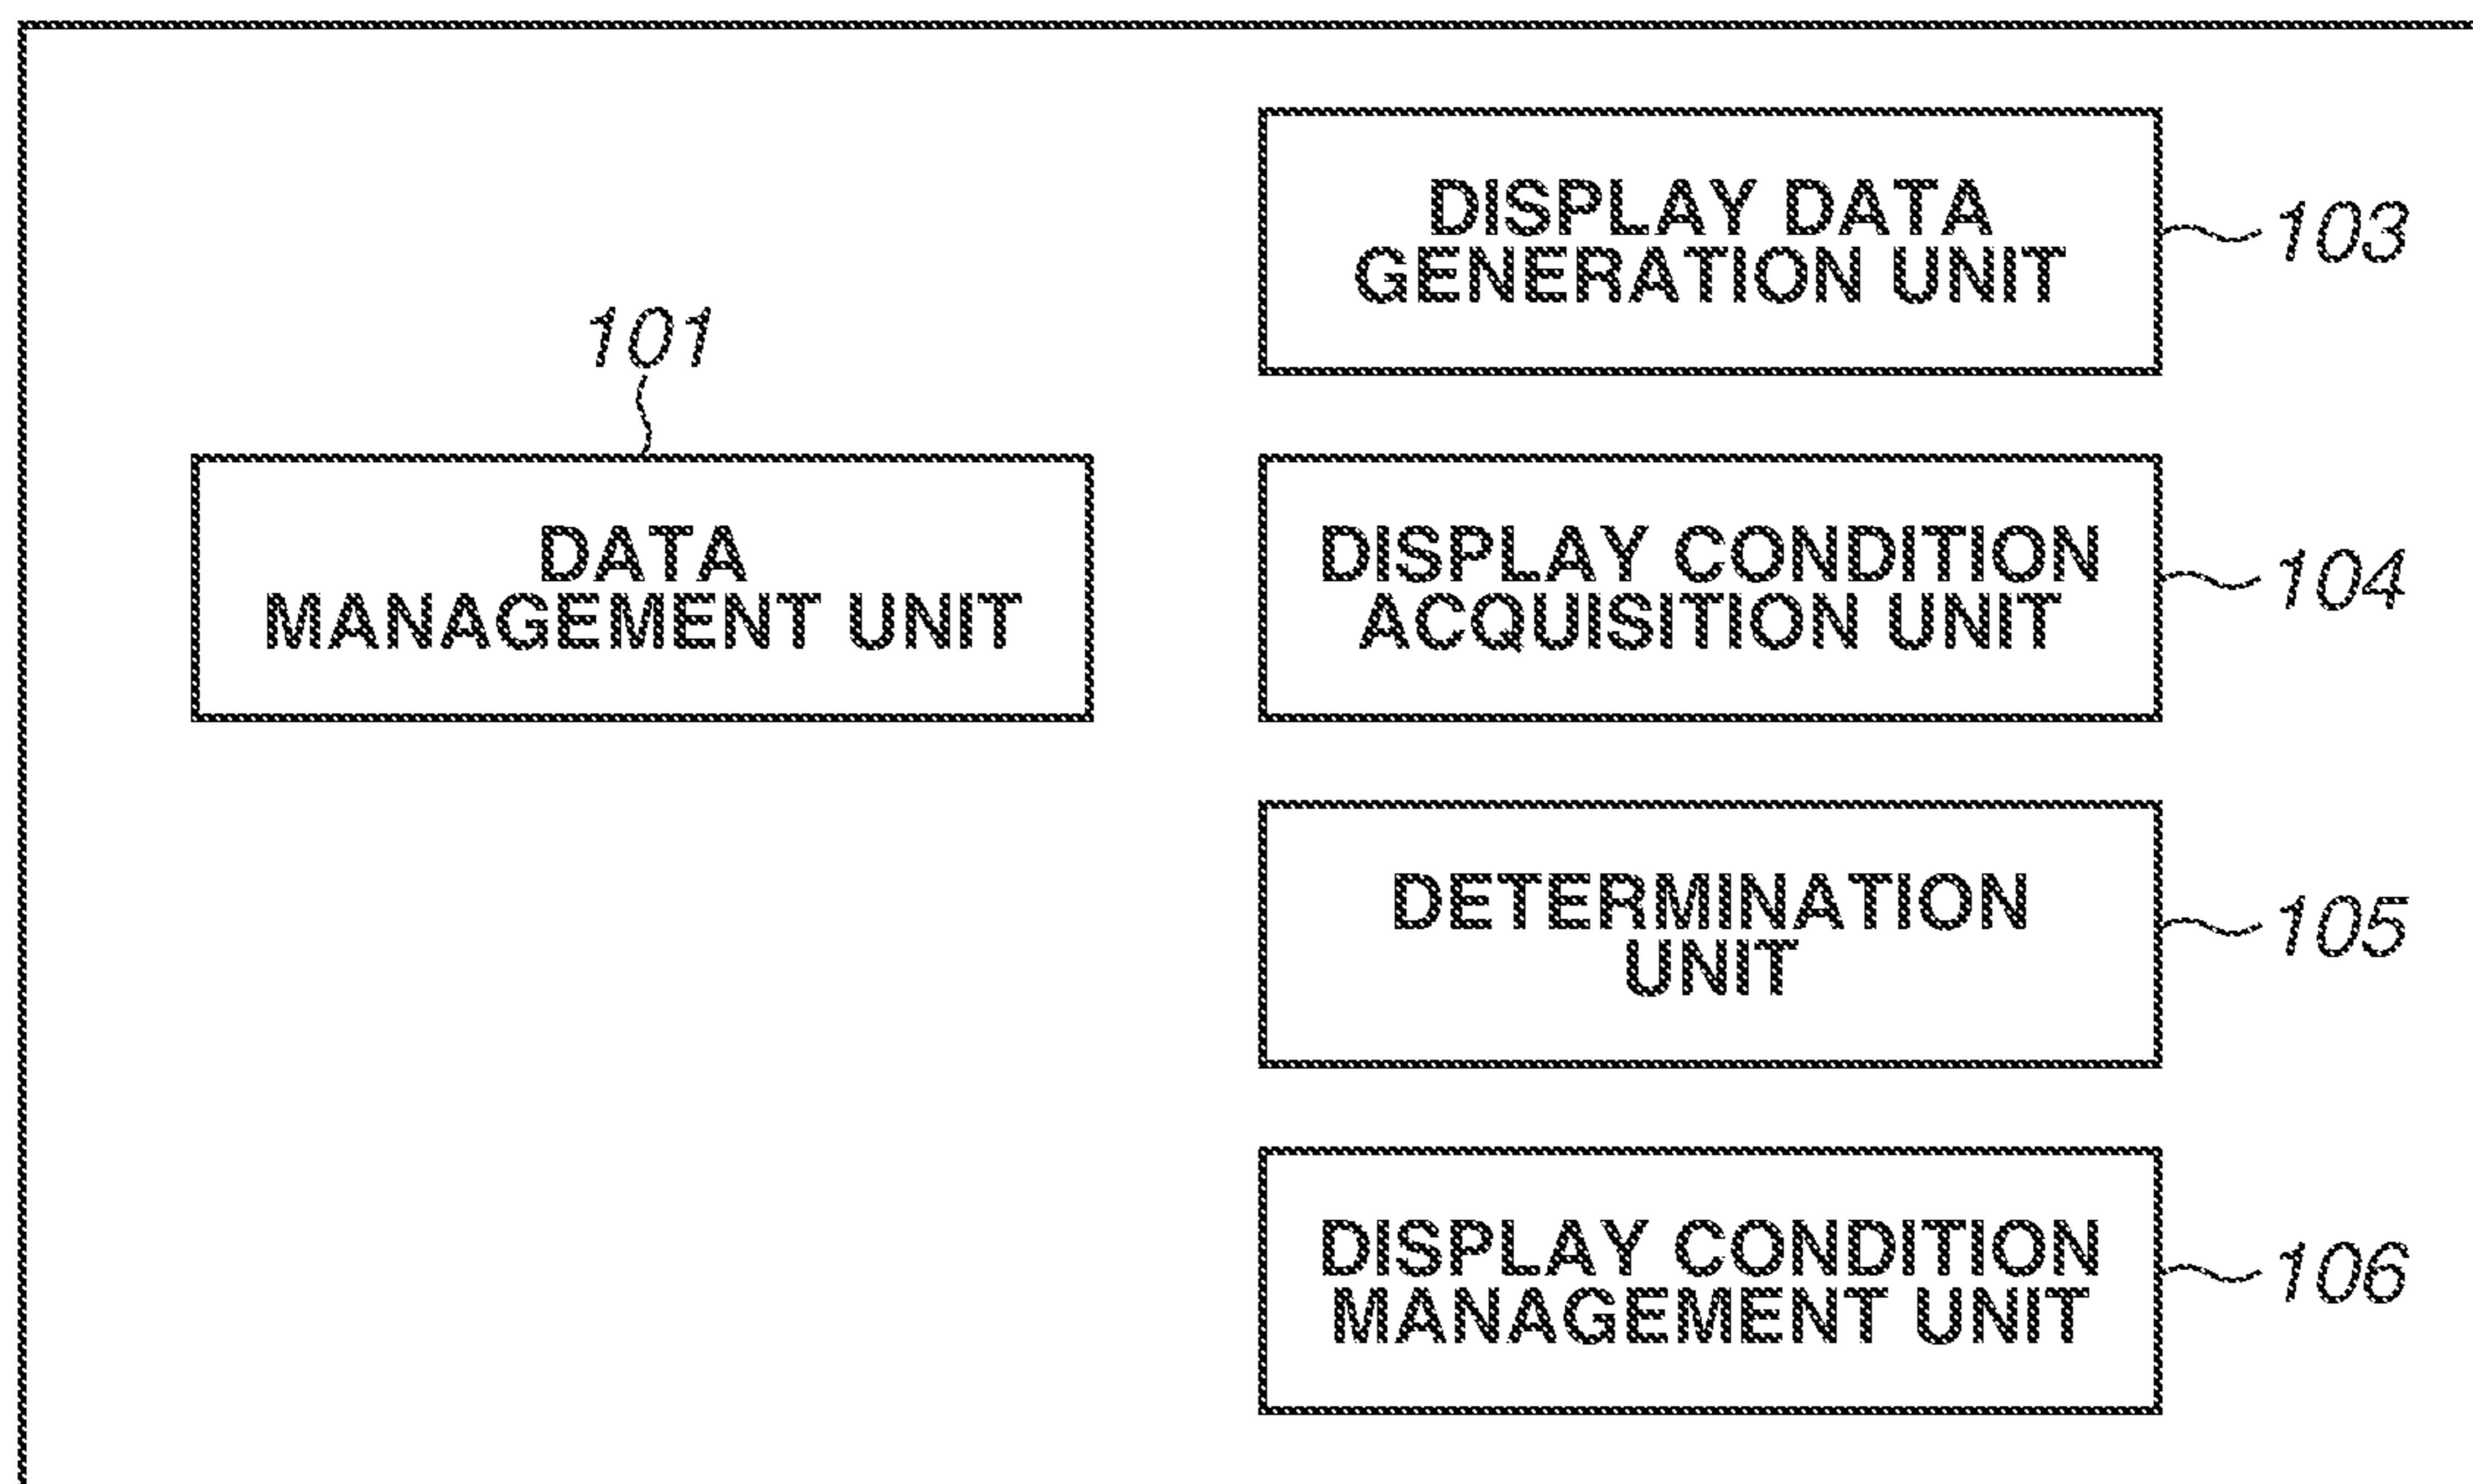 101
DATA
MANAGEMENT UNIT
DISPLAY DATA
GENERATION UNIT
103
DISPLAY CONDITION
ACQUISITION UNIT
104
DETERMINATION
UNIT
105
DISPLAY CONDITION
MANAGEMENT UNIT
106